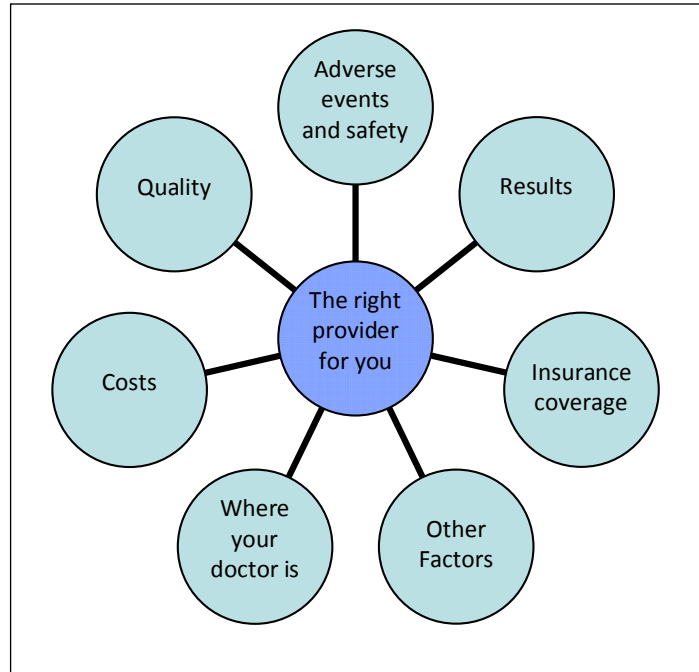 Adverse
events
and safety
Quality
Results
The right
provider
for you
Costs
Insurance
coverage
Where
your
doctor is
Other
Factors